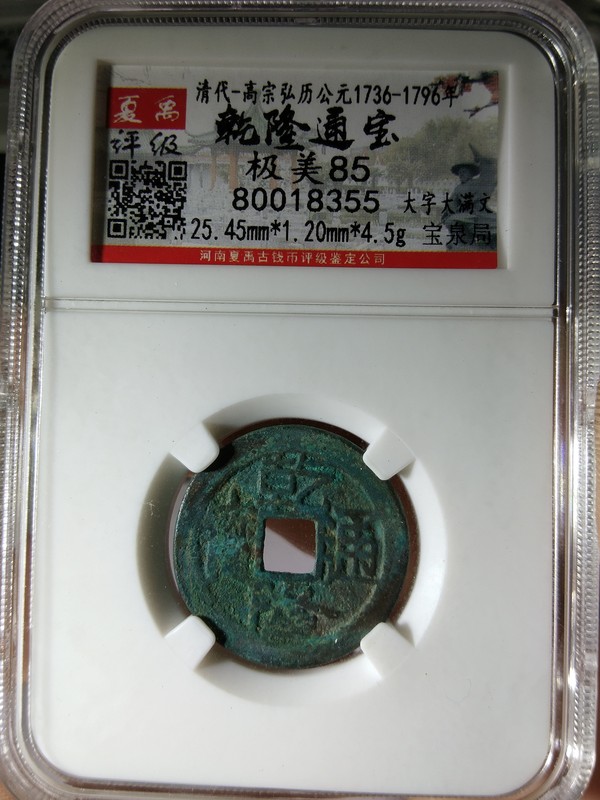 清代-高宗弘历公元1736-1796年
夏禹
评级
乾隆通宝
极美85
80018355 大字大满文
25.45mm*1.20mm*4.5g 宝泉局
河南夏禹古钱币评级鉴定公司
乾
隆
通